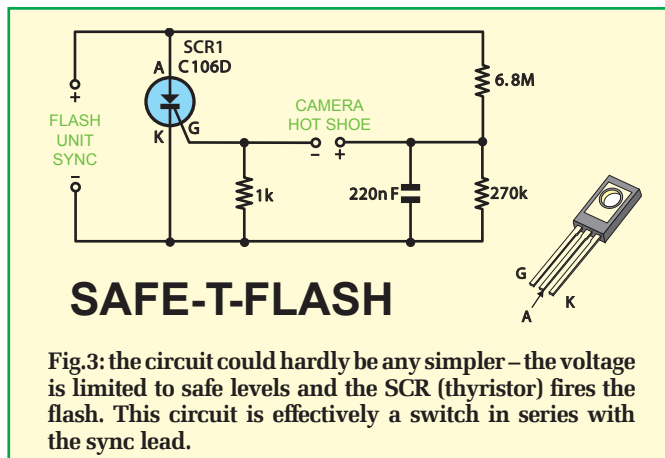 SCR1
C106D
A
K
G
6.8M
+
FLASH
UNIT
SYNC
–
CAMERA
HOT SHOE
– +
1k
220nF
270k
G
A
K
SAFE-T-FLASH
Fig.3: the circuit could hardly be any simpler – the voltage
is limited to safe levels and the SCR (thyristor) fires the
flash. This circuit is effectively a switch in series with
the sync lead.